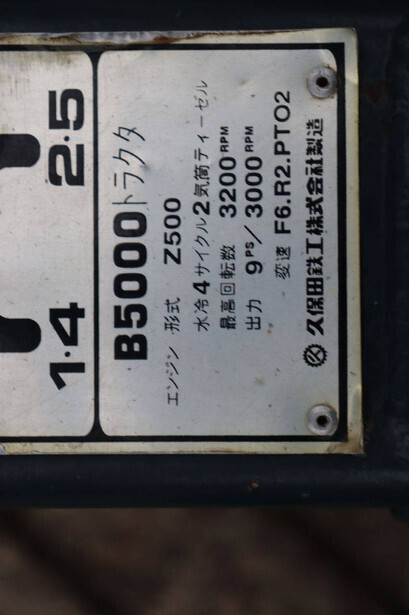 1・4 2・5
B5000トラクタ
エンジン 形式 Z500
水冷4サイクル2気筒ディーゼル
最高回転数 3200RPM
出力 9PS/3000RPM
変速 F6.R2.PTO2
久保田鉄工株式会社製造